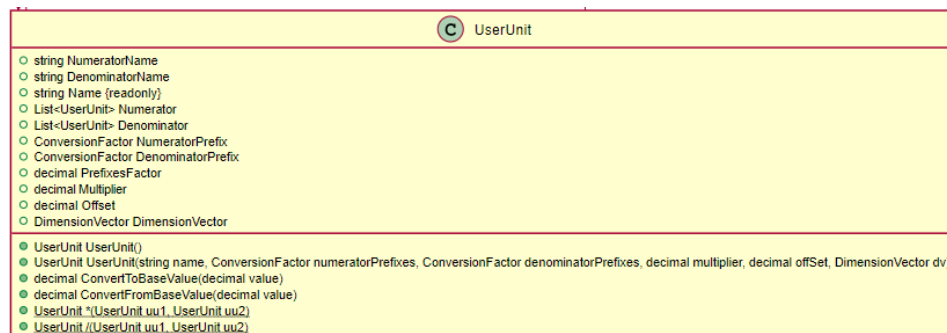 C UserUnit
string NumeratorName
string DenominatorName
string Name {readonly}
List<UserUnit> Numerator
List<UserUnit> Denominator
ConversionFactor NumeratorPrefix
ConversionFactor DenominatorPrefix
decimal PrefixesFactor
decimal Multiplier
decimal Offset
DimensionVector DimensionVector
UserUnit UserUnit()
UserUnit UserUnit(string name, ConversionFactor numeratorPrefixes, ConversionFactor denominatorPrefixes, decimal multiplier, decimal offSet, DimensionVector dv
decimal ConvertToBaseValue(decimal value)
decimal ConvertFromBaseValue(decimal value)
UserUnit *(UserUnit uu1, UserUnit uu2)
UserUnit /(UserUnit uu1, UserUnit uu2)